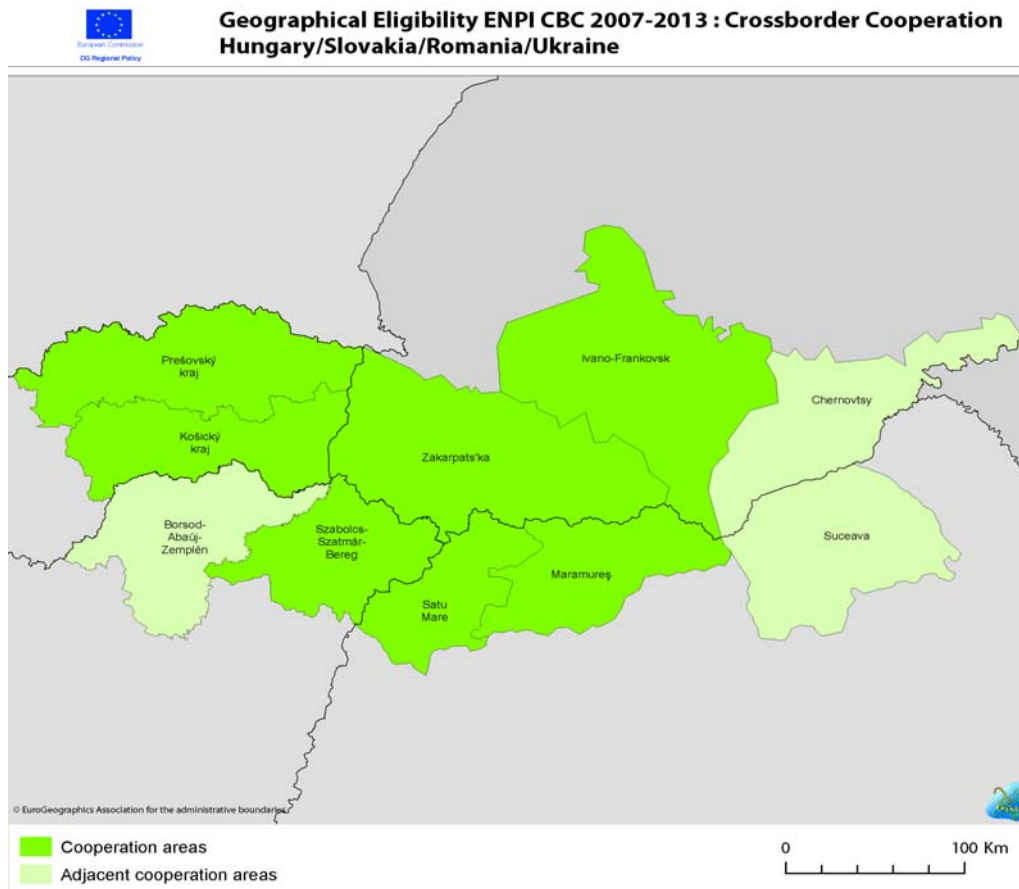 European Commission
DG Regional Policy
Geographical Eligibility ENPI CBC 2007-2013 : Crossborder Cooperation
Hungary/Slovakia/Romania/Ukraine
Prešovský
kraj
Košický
kraj
Borsod-
Abaúj-
Zemplén
Szabolcs-
Szatmár-
Bereg
Satu
Mare
Maramureş
Zakarpats'ka
Ivano-Frankovsk
Chernovtsy
Suceava
© EuroGeographics Association for the administrative boundaries
Cooperation areas
Adjacent cooperation areas
0 100 Km